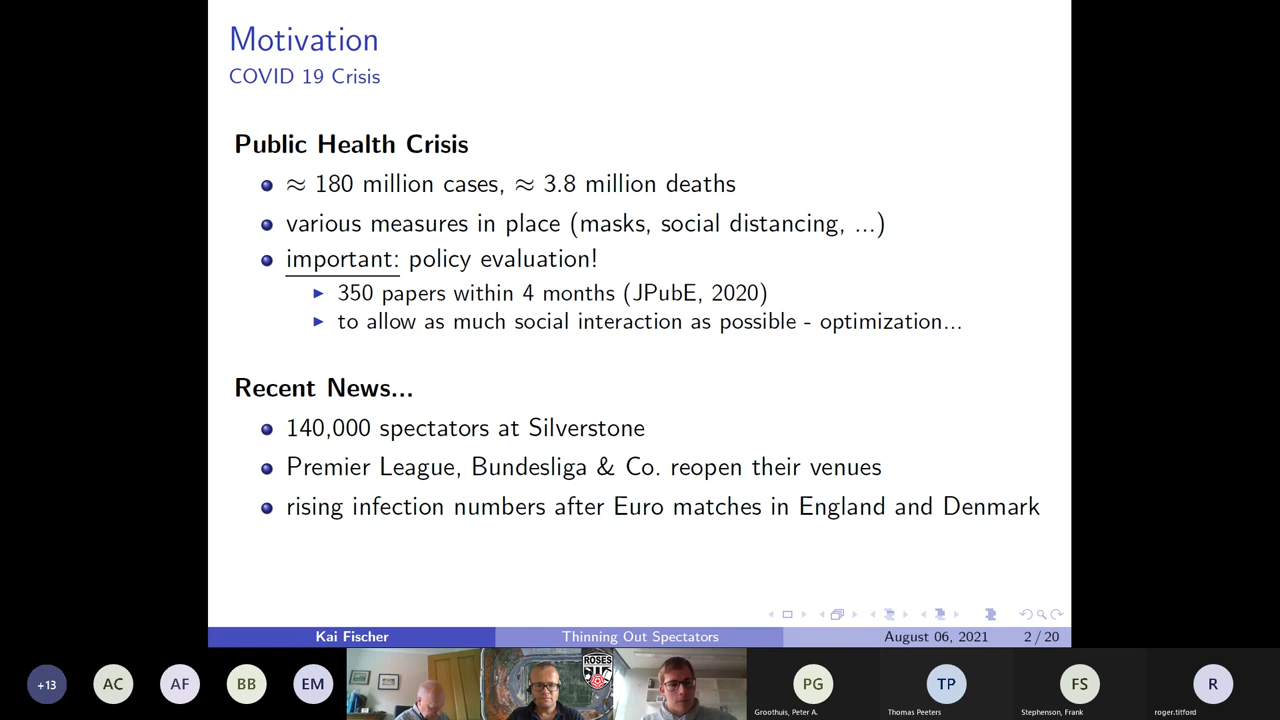 Motivation
COVID 19 Crisis
Public Health Crisis
≈ 180 million cases, ≈ 3.8 million deaths
various measures in place (masks, social distancing, ...)
important: policy evaluation!
350 papers within 4 months (JPubE, 2020)
to allow as much social interaction as possible - optimization...
Recent News...
140,000 spectators at Silverstone
Premier League, Bundesliga & Co. reopen their venues
rising infection numbers after Euro matches in England and Denmark
Kai Fischer Thinning Out Spectators August 06, 2021 2 / 20
+13 AC AF BB EM ROSES PG TP FS R
Groothuis, Peter A. Thomas Peeters Stephenson, Frank roger.titford